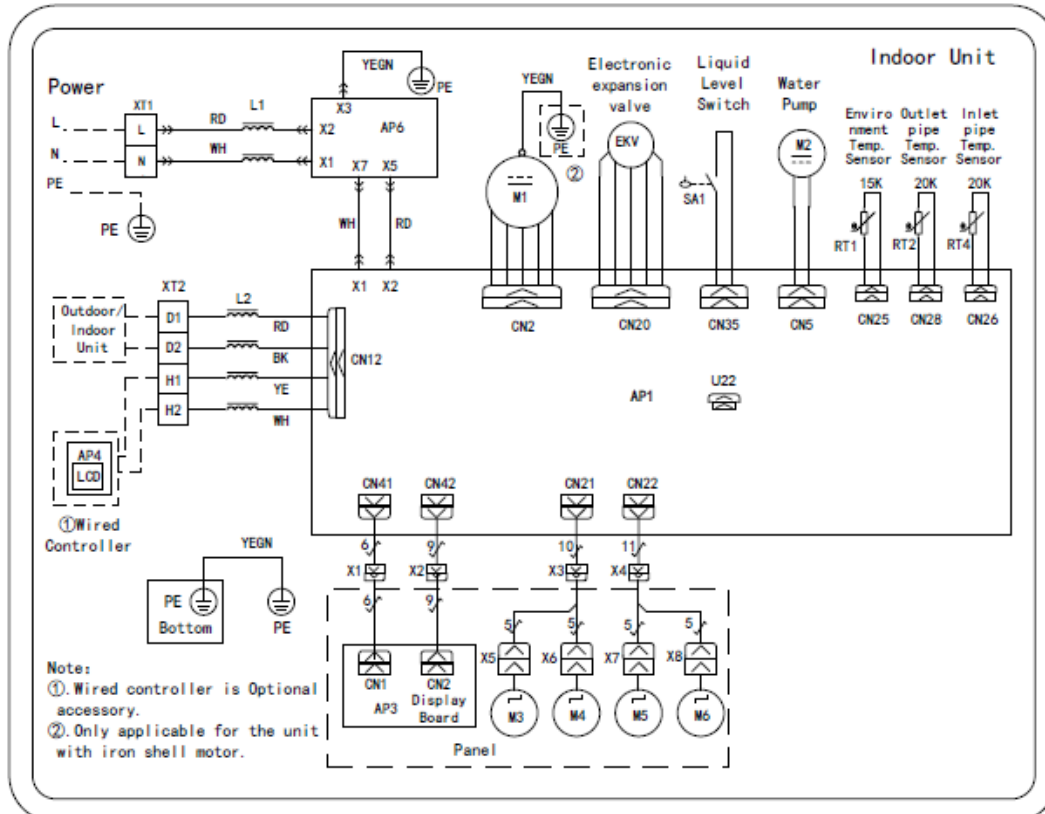 Indoor Unit
Power
L
N
PE
PE
XT1
L
N
RD
WH
L1
YEGN
PE
X3
X2
AP6
X1
X7
X5
WH
RD
X1
X2
YEGN
PE
②
M1
CN2
Electronic
expansion
valve
EKV
CN20
Liquid
Level
Switch
SA1
CN35
Water
Pump
M2
CN5
Enviro
nment
Temp.
Sensor
15K
RT1
CN25
Outlet
pipe
Temp.
Sensor
20K
RT2
CN28
Inlet
pipe
Temp.
Sensor
20K
RT4
CN26
Outdoor/
Indoor
Unit
XT2
D1
D2
H1
H2
L2
RD
BK
YE
WH
CN12
AP1
U22
AP4
LCD
①Wired
Controller
YEGN
PE
Bottom
PE
CN41
CN42
CN21
CN22
6
9
10
11
X1
X2
X3
X4
6
9
5
5
5
5
X5
X6
X7
X8
CN1
CN2
AP3
Display
Board
M3
M4
M5
M6
Panel
Note:
①. Wired controller is Optional
accessory.
②. Only applicable for the unit
with iron shell motor.